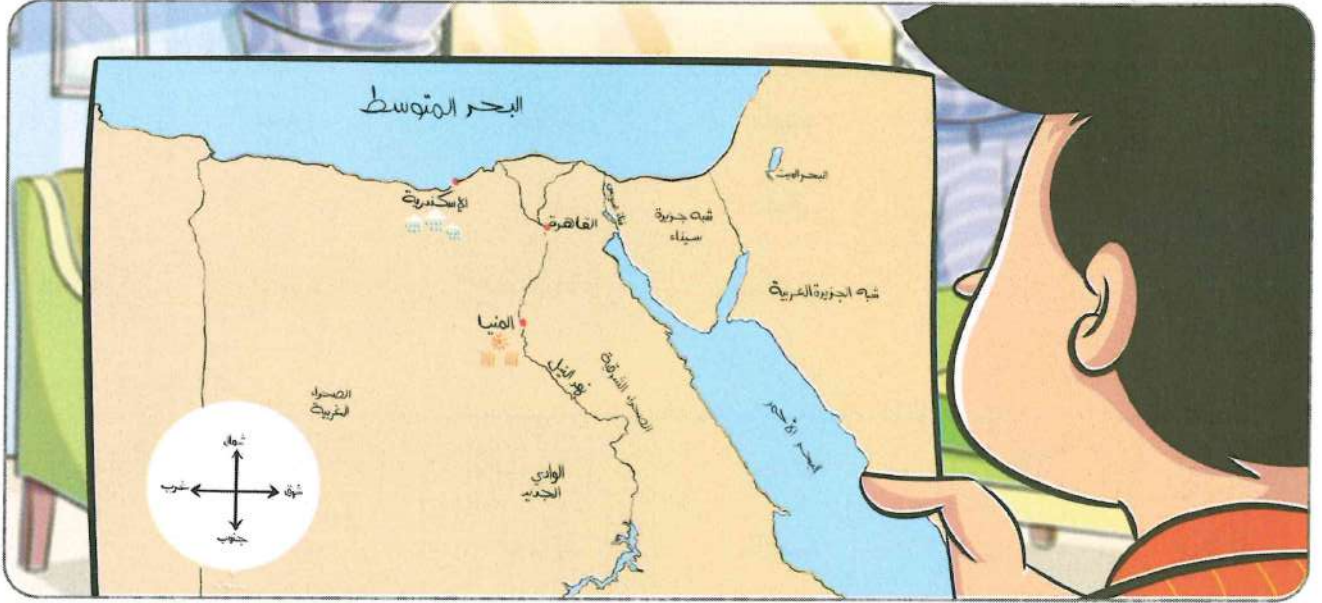 البحر المتوسط
البحر الميت
الإسكندرية
القاهرة
شبه جزيرة
سيناء
شبه الجزيرة العربية
المنيا
نهر النيل
الصحراء الشرقية
الصحراء
الغربية
البحر الأحمر
الوادي
الجديد
شمال
غرب
شرق
جنوب